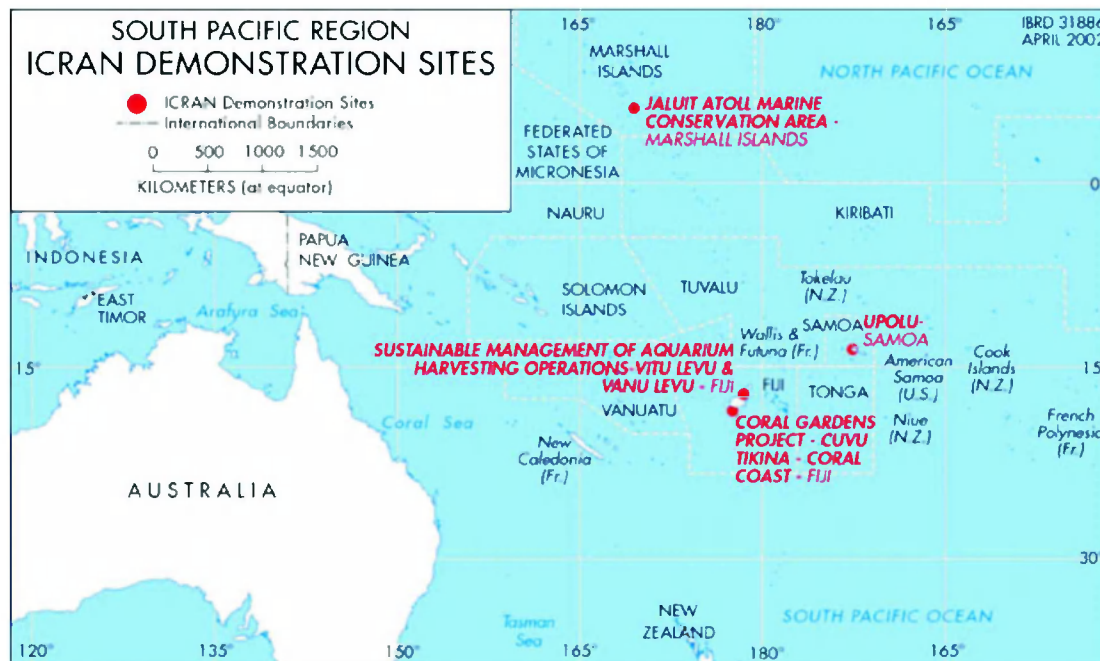 SOUTH PACIFIC REGION
ICRAN DEMONSTRATION SITES
ICRAN Demonstration Sites
International Boundaries
0 500 1000 1500
KILOMETERS (at equator)
165° 180° 165°
IBRD 31886
APRIL 2002
MARSHALL
ISLANDS
NORTH PACIFIC OCEAN
JALUIT ATOLL MARINE
CONSERVATION AREA -
MARSHALL ISLANDS
FEDERATED
STATES OF
MICRONESIA
0°
NAURU
KIRIBATI
INDONESIA
PAPUA
NEW GUINEA
EAST
TIMOR
Arafura Sea
SOLOMON
ISLANDS
TUVALU
Tokelau
(N.Z.)
SAMOA
UPOLU-
SAMOA
Wallis &
Futuna (Fr.)
SUSTAINABLE MANAGEMENT OF AQUARIUM
HARVESTING OPERATIONS-VITU LEVU &
VANU LEVU - FIJI
15°
15°
American
Samoa
(U.S.)
Cook
Islands
(N.Z.)
FIJI
TONGA
VANUATU
Coral Sea
CORAL GARDENS
PROJECT - CUVU
TIKINA - CORAL
COAST - FIJI
Niue
(N.Z.)
French
Polynesia
(Fr.)
New
Caledonia
(Fr.)
AUSTRALIA
30°
Tasman
Sea
NEW
ZEALAND
SOUTH PACIFIC OCEAN
120° 135° 150° 165° 180° 165°